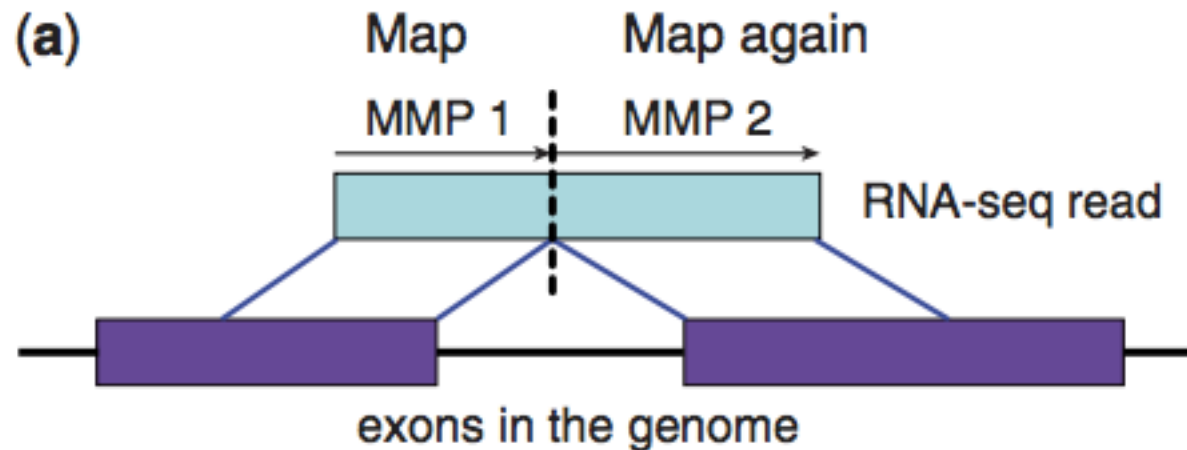 (a) Map Map again
MMP 1 MMP 2
RNA-seq read
exons in the genome